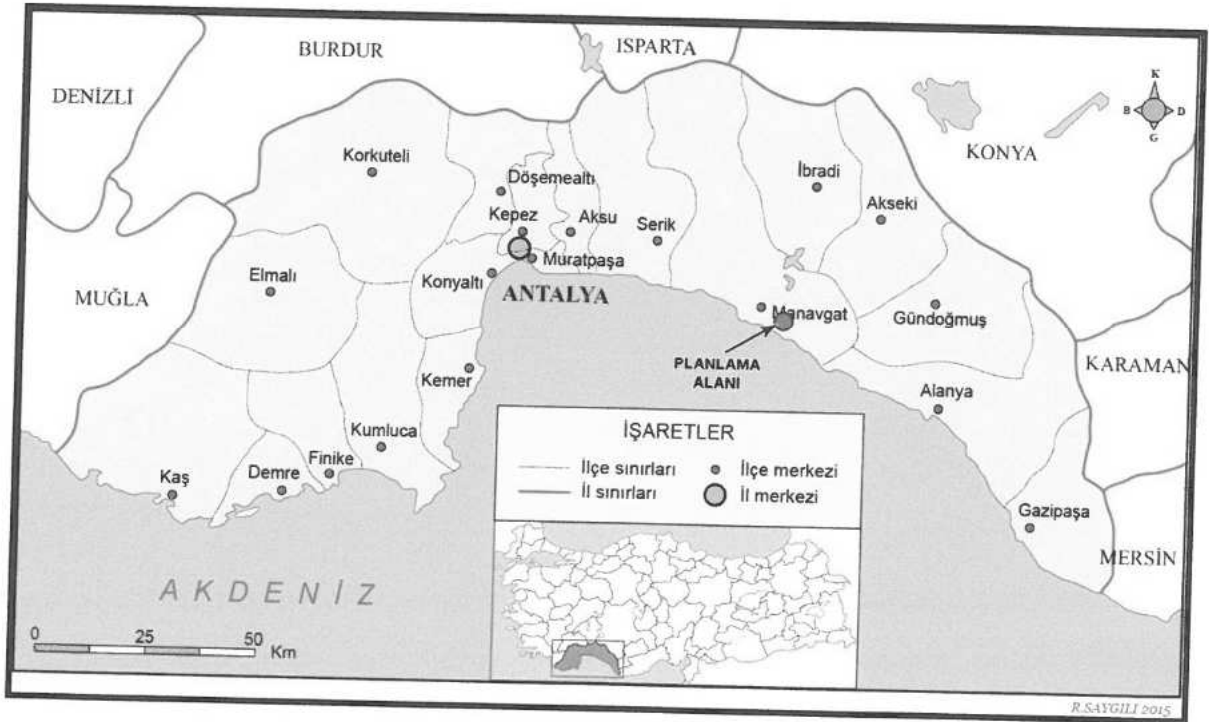 BURDUR
ISPARTA
DENİZLİ
KONYA
K
B
D
G
Korkuteli
İbradi
Döşemealtı
Akseki
Kepez
Aksu
Serik
Muratpaşa
Elmalı
Konyaltı
ANTALYA
MUĞLA
Manavgat
Gündoğmuş
PLANLAMA
ALANI
KARAMAN
Kemer
Alanya
İŞARETLER
İlçe sınırları
İlçe merkezi
İl sınırları
İl merkezi
Kumluca
Finike
Demre
Kaş
Gazipaşa
MERSİN
AKDENİZ
0 25 50
Km
R.SAYGILI 2015